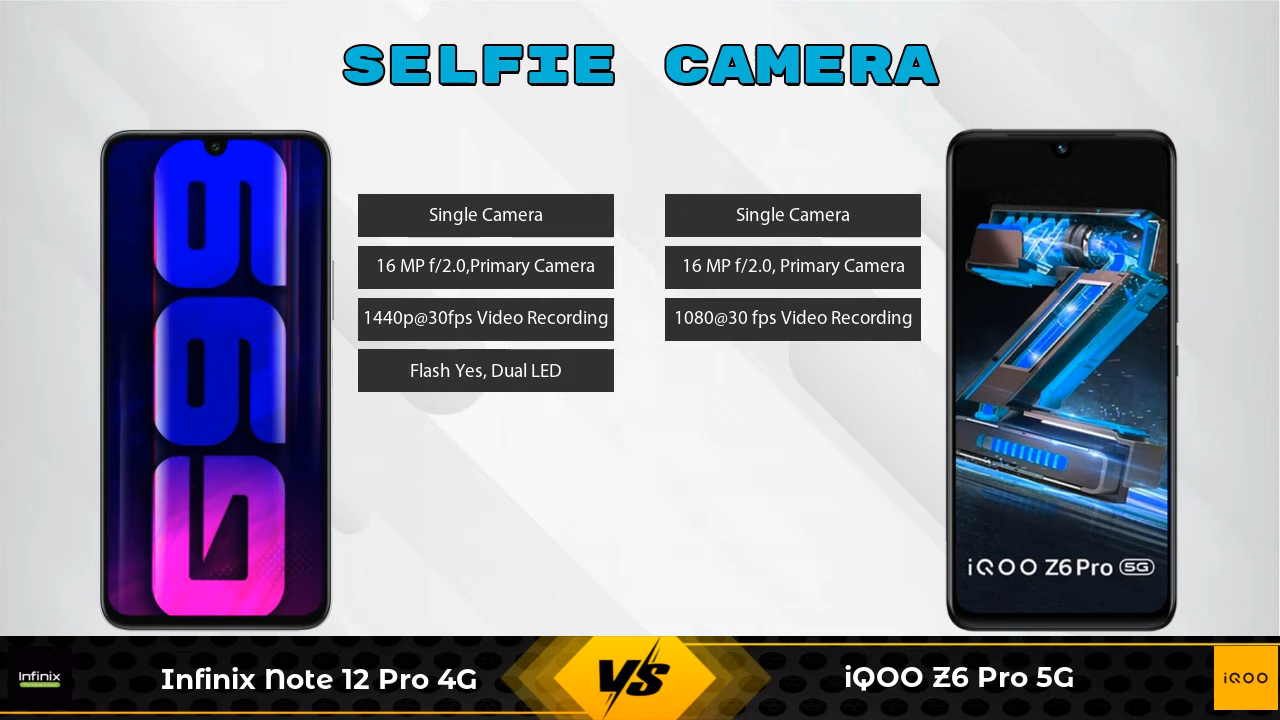 SELFIE CAMERA
Single Camera
16 MP f/2.0,Primary Camera
1440p@30fps Video Recording
Flash Yes, Dual LED
Single Camera
16 MP f/2.0, Primary Camera
1080@30 fps Video Recording
iQOO Z6 Pro 5G
Infinix
Infinix Note 12 Pro 4G
VS
iQOO Z6 Pro 5G
iQOO